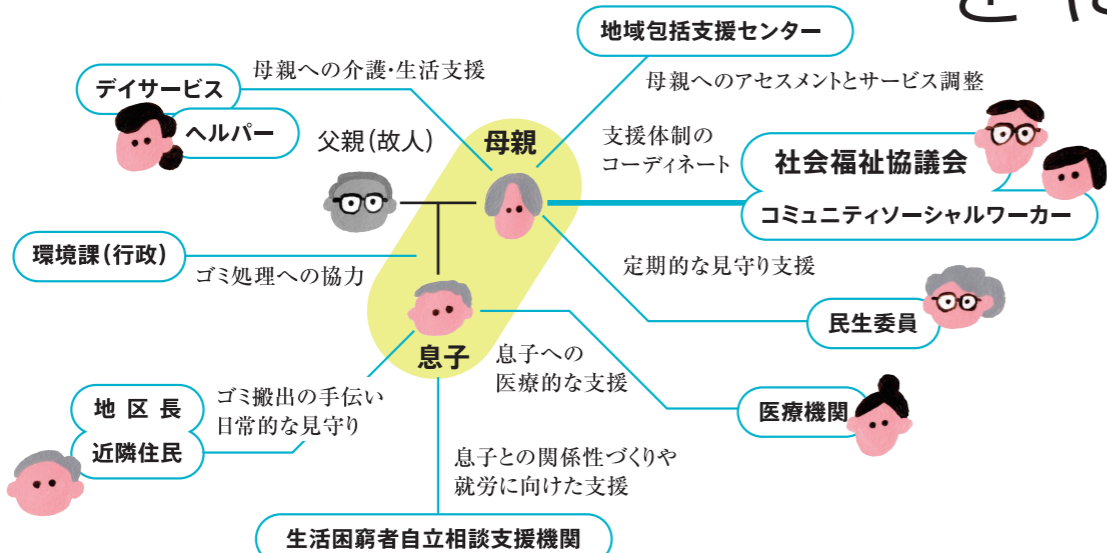 地域包括支援センター
母親への介護・生活支援
デイサービス
母親へのアセスメントとサービス調整
ヘルパー
父親（故人）
母親
支援体制の
コーディネート
社会福祉協議会
コミュニティソーシャルワーカー
環境課（行政）
ゴミ処理への協力
定期的な見守り支援
民生委員
息子
息子への
医療的な支援
地区長
近隣住民
ゴミ搬出の手伝い
日常的な見守り
医療機関
息子との関係性づくりや
就労に向けた支援
生活困窮者自立相談支援機関